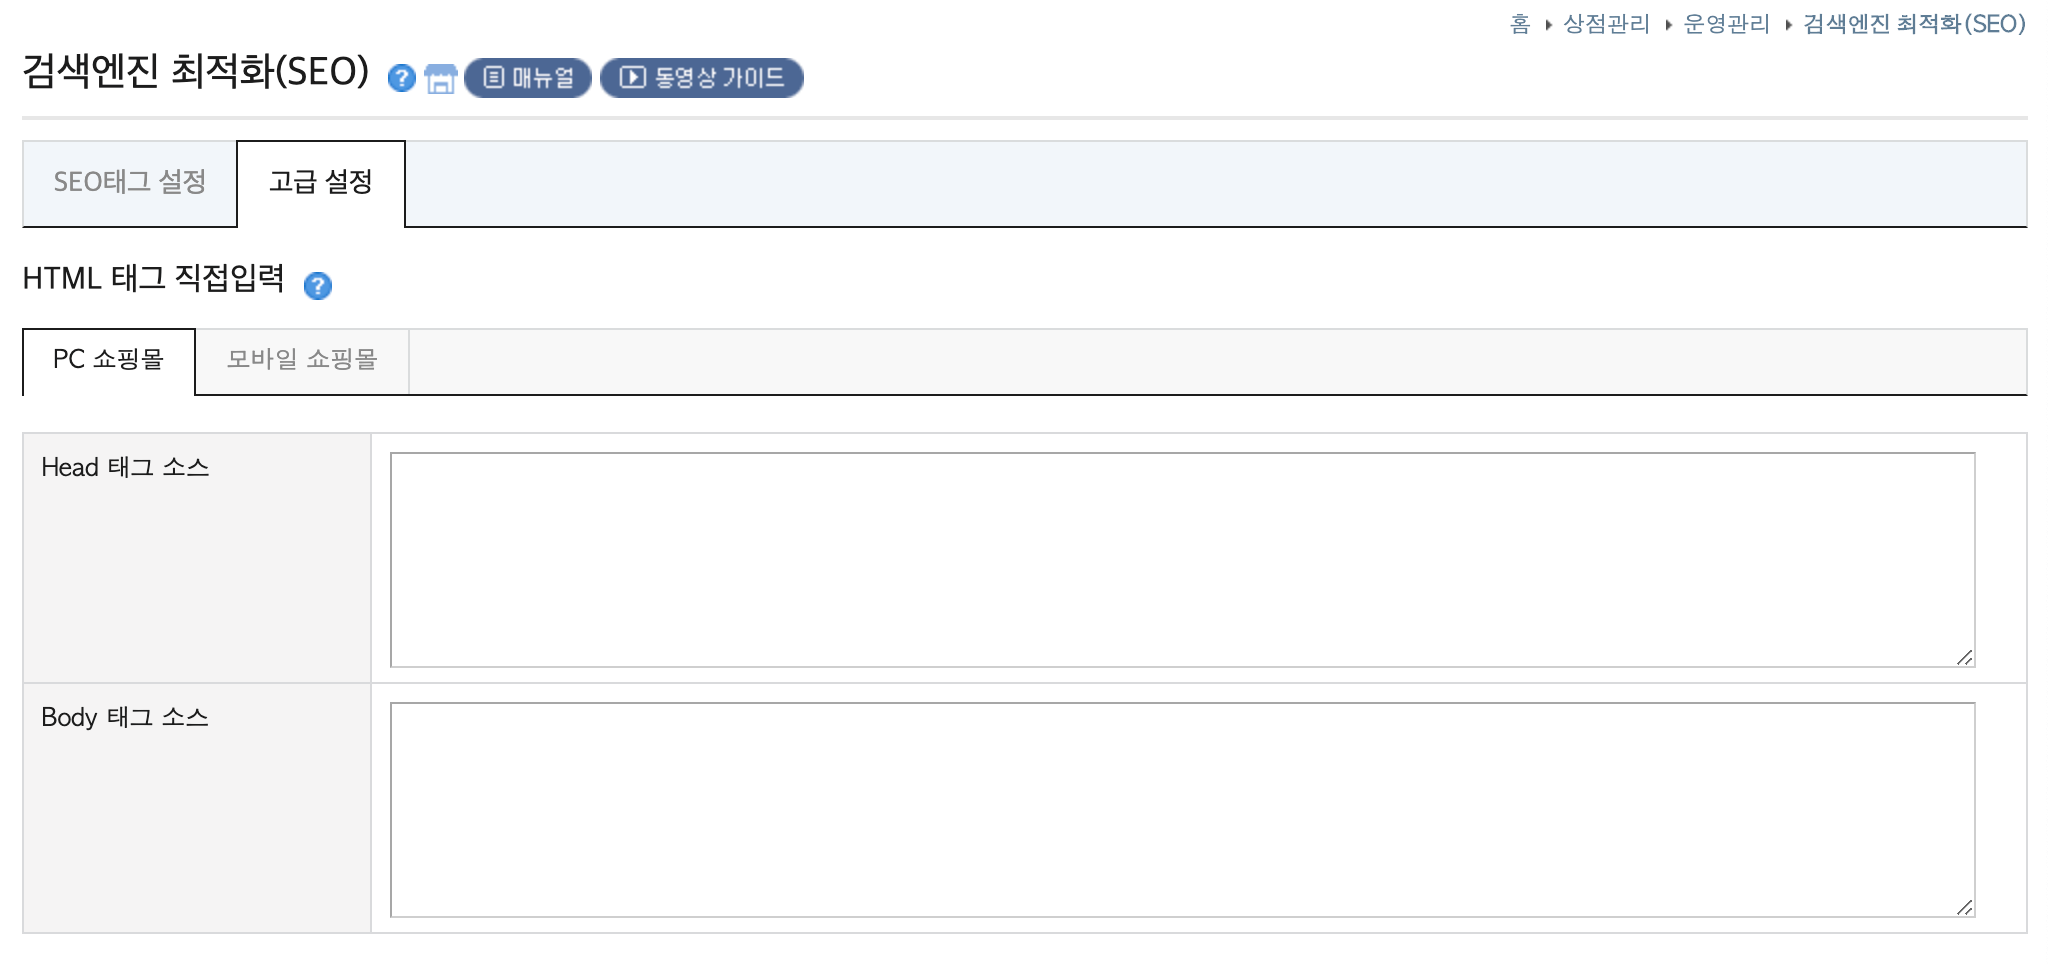 홈 상점관리 운영관리 검색엔진 최적화(SEO)
검색엔진 최적화(SEO) ? 매뉴얼 동영상 가이드
SEO태그 설정 고급 설정
HTML 태그 직접입력 ?
PC 쇼핑몰 모바일 쇼핑몰
Head 태그 소스
Body 태그 소스